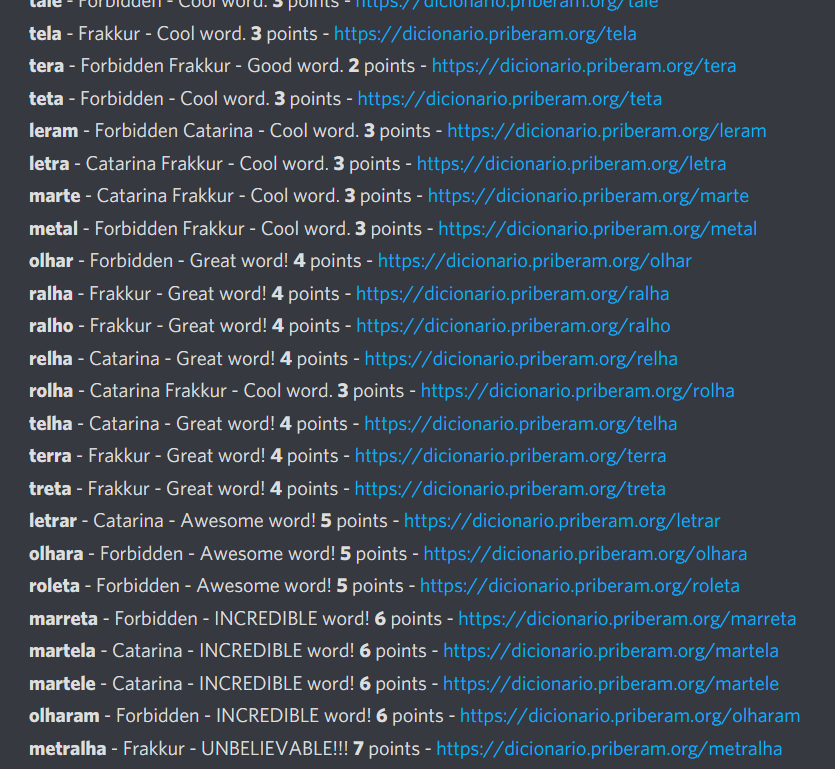 tale - Forbidden - Cool word. 3 points - https://dicionario.priberam.org/tale
tela - Frakkur - Cool word. 3 points - https://dicionario.priberam.org/tela
tera - Forbidden Frakkur - Good word. 2 points - https://dicionario.priberam.org/tera
teta - Forbidden - Cool word. 3 points - https://dicionario.priberam.org/teta
leram - Forbidden Catarina - Cool word. 3 points - https://dicionario.priberam.org/leram
letra - Catarina Frakkur - Cool word. 3 points - https://dicionario.priberam.org/letra
marte - Catarina Frakkur - Cool word. 3 points - https://dicionario.priberam.org/marte
metal - Forbidden Frakkur - Cool word. 3 points - https://dicionario.priberam.org/metal
olhar - Forbidden - Great word! 4 points - https://dicionario.priberam.org/olhar
ralha - Frakkur - Great word! 4 points - https://dicionario.priberam.org/ralha
ralho - Frakkur - Great word! 4 points - https://dicionario.priberam.org/ralho
relha - Catarina - Great word! 4 points - https://dicionario.priberam.org/relha
rolha - Catarina Frakkur - Cool word. 3 points - https://dicionario.priberam.org/rolha
telha - Catarina - Great word! 4 points - https://dicionario.priberam.org/telha
terra - Frakkur - Great word! 4 points - https://dicionario.priberam.org/terra
treta - Frakkur - Great word! 4 points - https://dicionario.priberam.org/treta
letrar - Catarina - Awesome word! 5 points - https://dicionario.priberam.org/letrar
olhara - Forbidden - Awesome word! 5 points - https://dicionario.priberam.org/olhara
roleta - Forbidden - Awesome word! 5 points - https://dicionario.priberam.org/roleta
marreta - Forbidden - INCREDIBLE word! 6 points - https://dicionario.priberam.org/marreta
martela - Catarina - INCREDIBLE word! 6 points - https://dicionario.priberam.org/martela
martele - Catarina - INCREDIBLE word! 6 points - https://dicionario.priberam.org/martele
olharam - Forbidden - INCREDIBLE word! 6 points - https://dicionario.priberam.org/olharam
metralha - Frakkur - UNBELIEVABLE!!! 7 points - https://dicionario.priberam.org/metralha